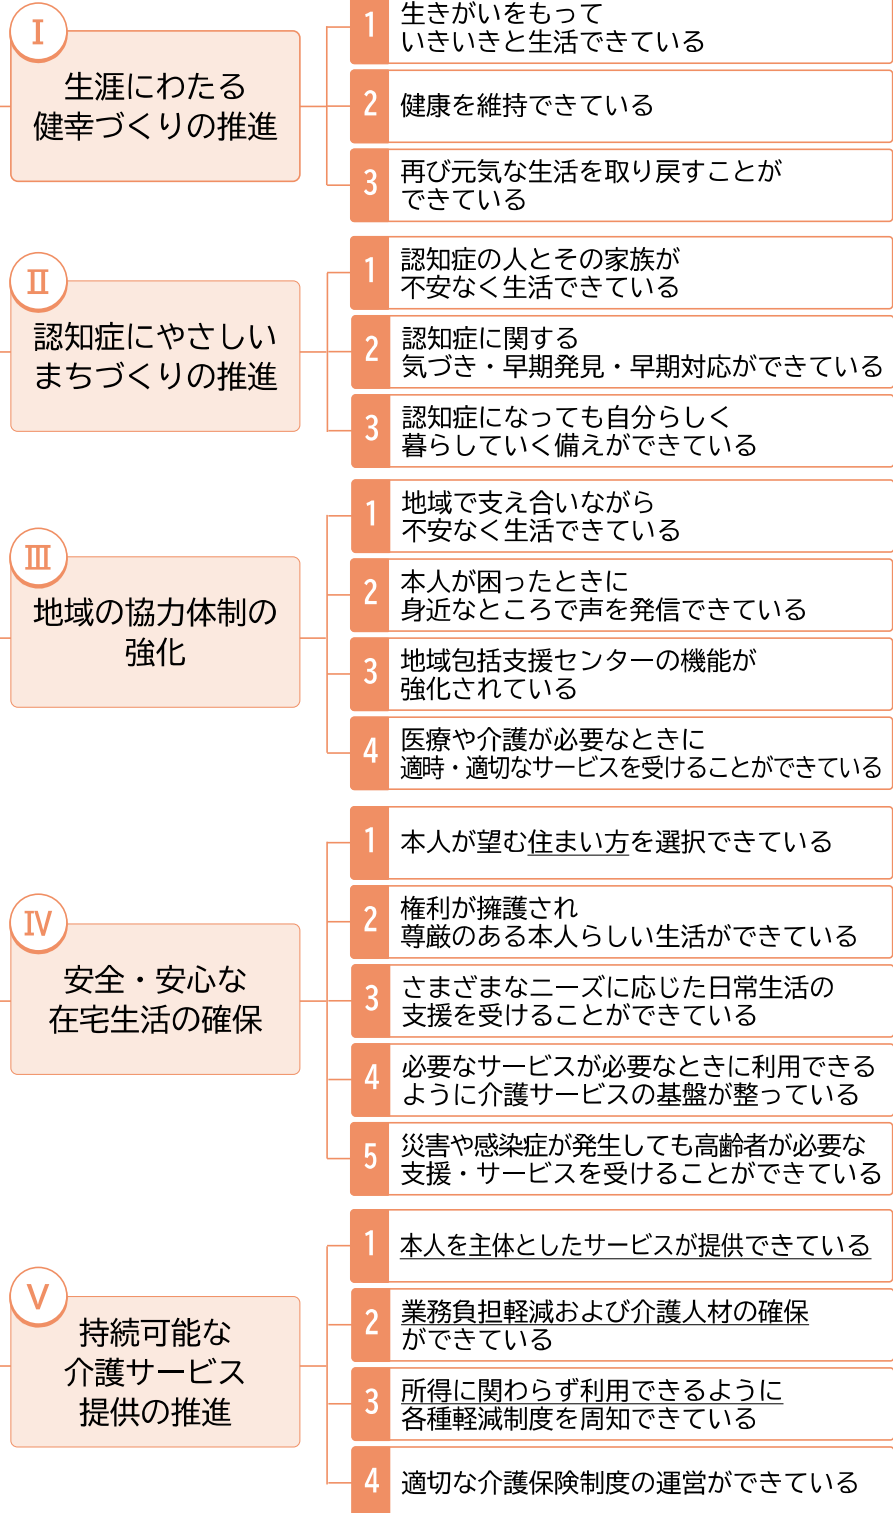 Ⅰ
生涯にわたる
健幸づくりの推進
1
生きがいをもって
いきいきと生活できている
2
健康を維持できている
3
再び元気な生活を取り戻すことが
できている
Ⅱ
認知症にやさしい
まちづくりの推進
1
認知症の人とその家族が
不安なく生活できている
2
認知症に関する
気づき・早期発見・早期対応ができている
3
認知症になっても自分らしく
暮らしていく備えができている
Ⅲ
地域の協力体制の
強化
1
地域で支え合いながら
不安なく生活できている
2
本人が困ったときに
身近なところで声を発信できている
3
地域包括支援センターの機能が
強化されている
4
医療や介護が必要なときに
適時・適切なサービスを受けることができている
Ⅳ
安全・安心な
在宅生活の確保
1
本人が望む住まい方を選択できている
2
権利が擁護され
尊厳のある本人らしい生活ができている
3
さまざまなニーズに応じた日常生活の
支援を受けることができている
4
必要なサービスが必要なときに利用できる
ように介護サービスの基盤が整っている
5
災害や感染症が発生しても高齢者が必要な
支援・サービスを受けることができている
Ⅴ
持続可能な
介護サービス
提供の推進
1
本人を主体としたサービスが提供できている
2
業務負担軽減および介護人材の確保
ができている
3
所得に関わらず利用できるように
各種軽減制度を周知できている
4
適切な介護保険制度の運営ができている